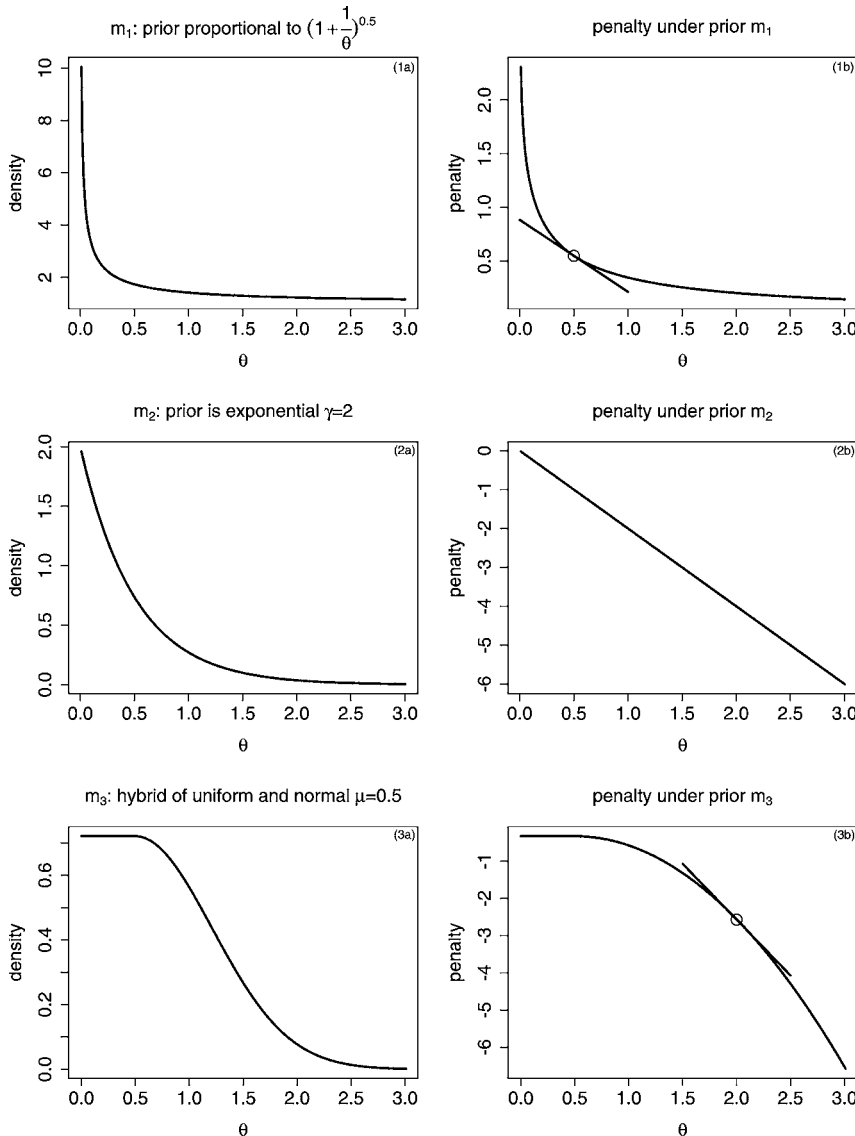 m₁: prior proportional to (1 + 1/θ)^0.5
(1a)
density
10
8
6
4
2
0.0 0.5 1.0 1.5 2.0 2.5 3.0
θ
penalty under prior m₁
(1b)
penalty
2.0
1.5
1.0
0.5
0.0 0.5 1.0 1.5 2.0 2.5 3.0
θ
m₂: prior is exponential γ=2
(2a)
density
2.0
1.5
1.0
0.5
0.0
0.0 0.5 1.0 1.5 2.0 2.5 3.0
θ
penalty under prior m₂
(2b)
penalty
0
-1
-2
-3
-4
-5
-6
0.0 0.5 1.0 1.5 2.0 2.5 3.0
θ
m₃: hybrid of uniform and normal μ=0.5
(3a)
density
0.6
0.4
0.2
0.0
0.0 0.5 1.0 1.5 2.0 2.5 3.0
θ
penalty under prior m₃
(3b)
penalty
-1
-2
-3
-4
-5
-6
0.0 0.5 1.0 1.5 2.0 2.5 3.0
θ